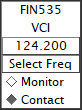 FIN535
VCI
124.200
Select Freq
Monitor
Contact